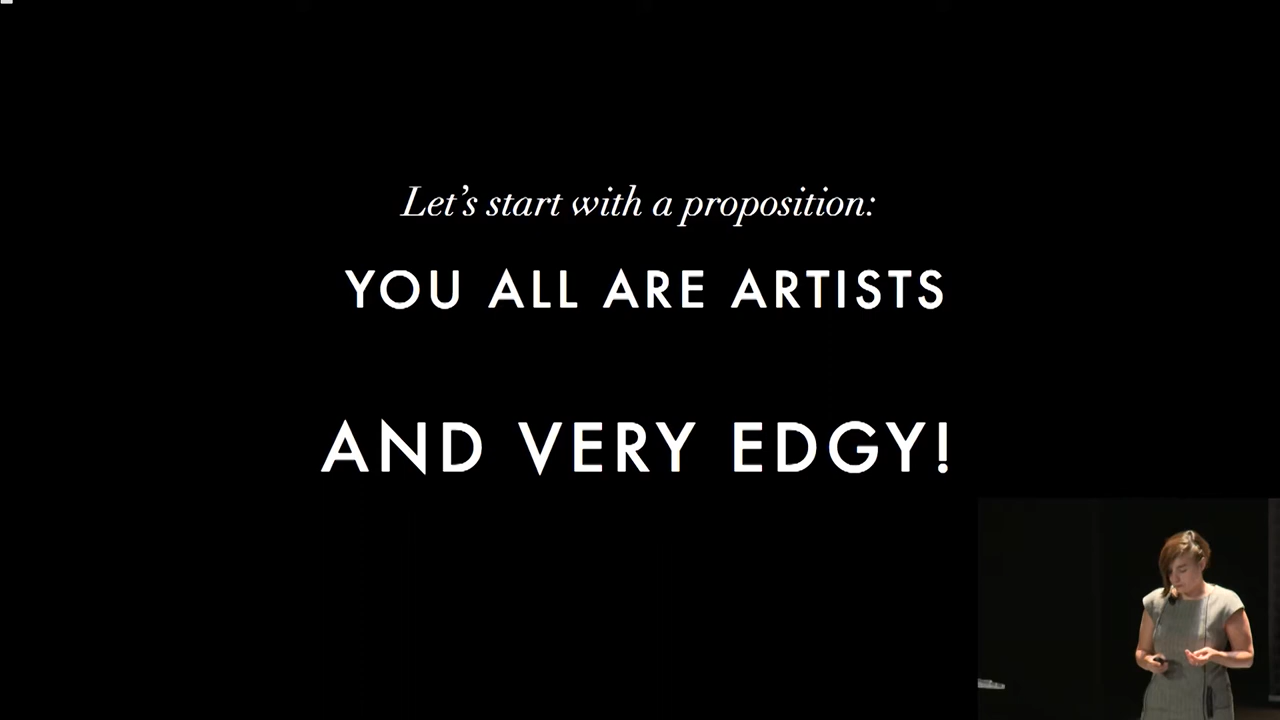 Let’s start with a proposition:
YOU ALL ARE ARTISTS
AND VERY EDGY!